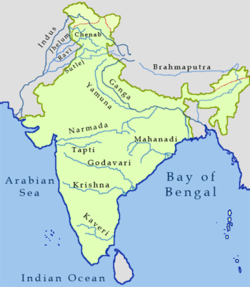 Indus
Jhelum
Chenab
Ravi
Sutlej
Brahmaputra
Ganga
Yamuna
Narmada
Mahanadi
Tapti
Godavari
Arabian
Sea
Bay of
Bengal
Krishna
Kaveri
Indian Ocean